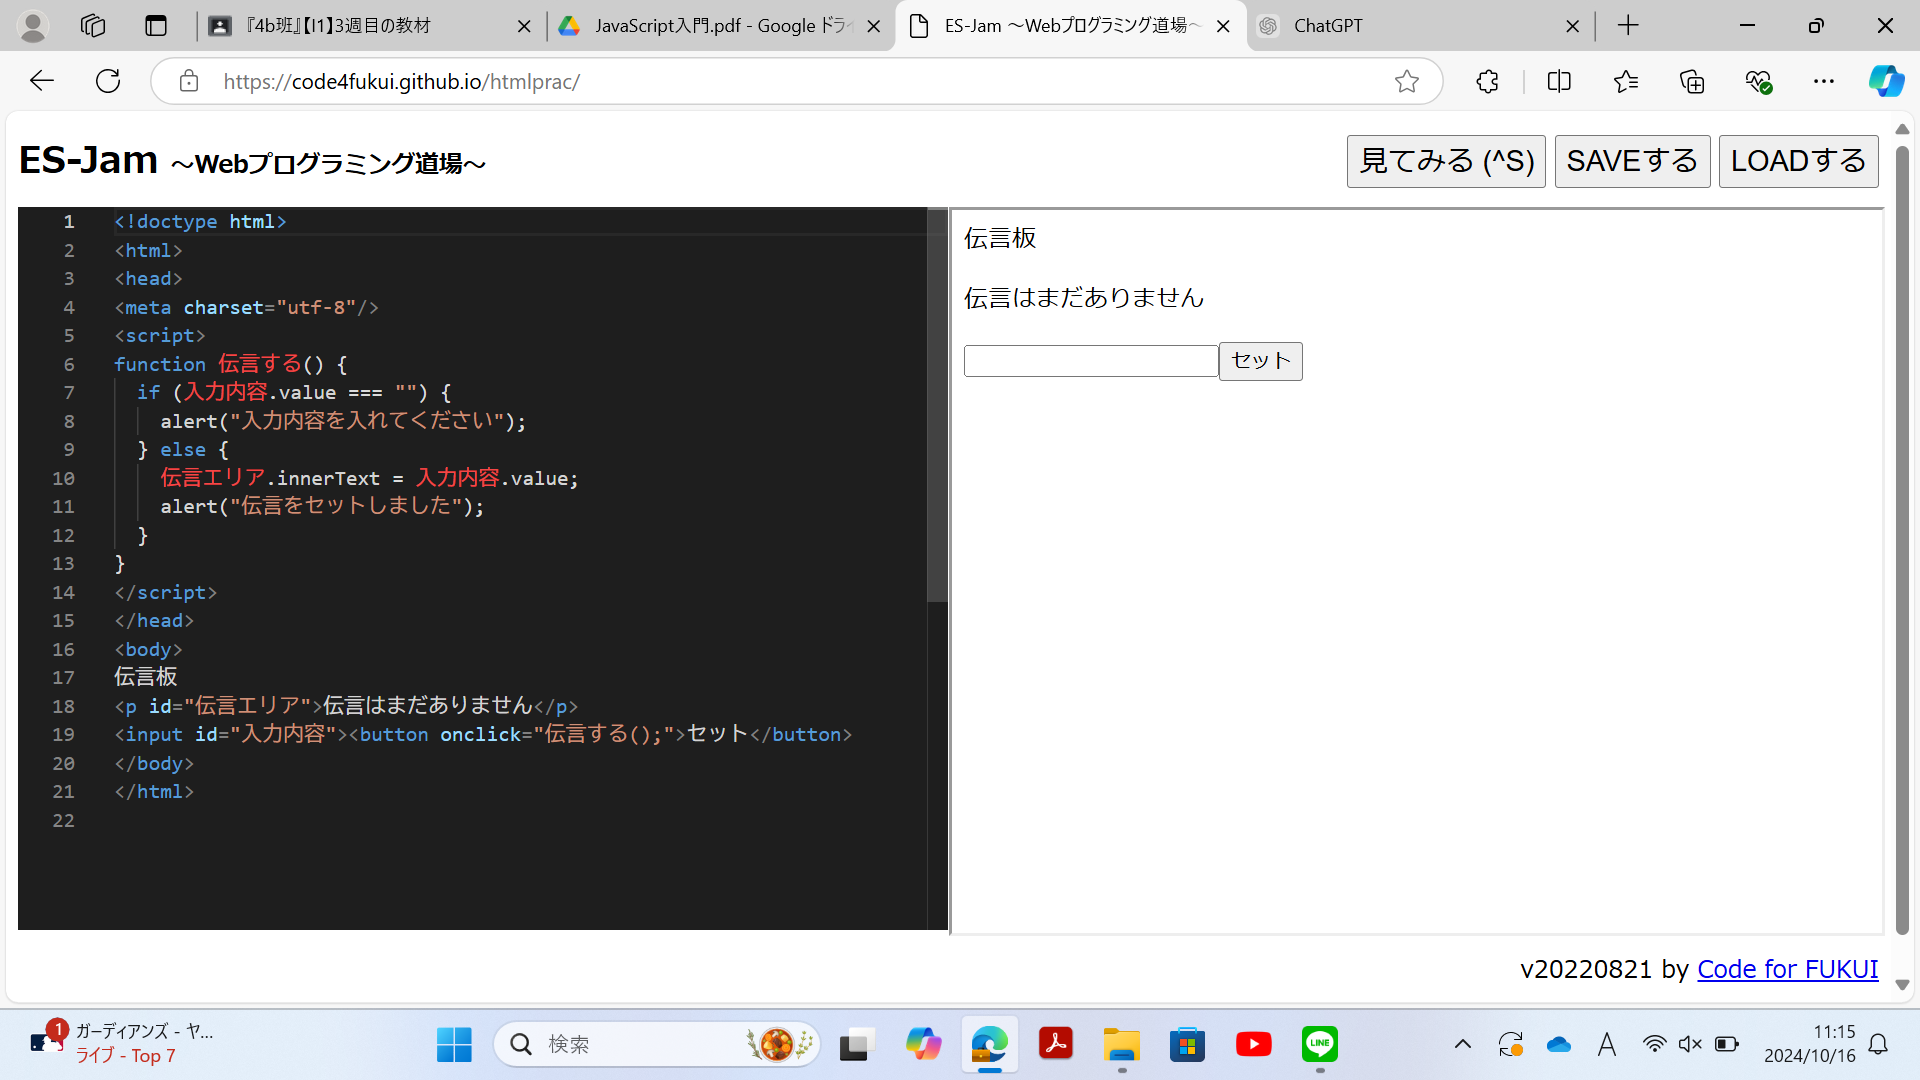 『4b班』【I1】3週目の教材
JavaScript入門.pdf - Google ドライ
ES-Jam ～Webプログラミング道場～
ChatGPT
https://code4fukui.github.io/htmlprac/
ES-Jam ～Webプログラミング道場～
見てみる (^S)
SAVEする
LOADする
1 <!doctype html>
2 <html>
3 <head>
4 <meta charset="utf-8"/>
5 <script>
6 function 伝言する() {
7 if (入力内容.value === "") {
8 alert("入力内容を入れてください");
9 } else {
10 伝言エリア.innerText = 入力内容.value;
11 alert("伝言をセットしました");
12 }
13 }
14 </script>
15 </head>
16 <body>
17 伝言板
18 <p id="伝言エリア">伝言はまだありません</p>
19 <input id="入力内容"><button onclick="伝言する();">セット</button>
20 </body>
21 </html>
22
伝言板
伝言はまだありません
セット
v20220821 by Code for FUKUI
1
ガーディアンズ - ヤ...
ライブ - Top 7
検索
LINE
A
11:15
2024/10/16